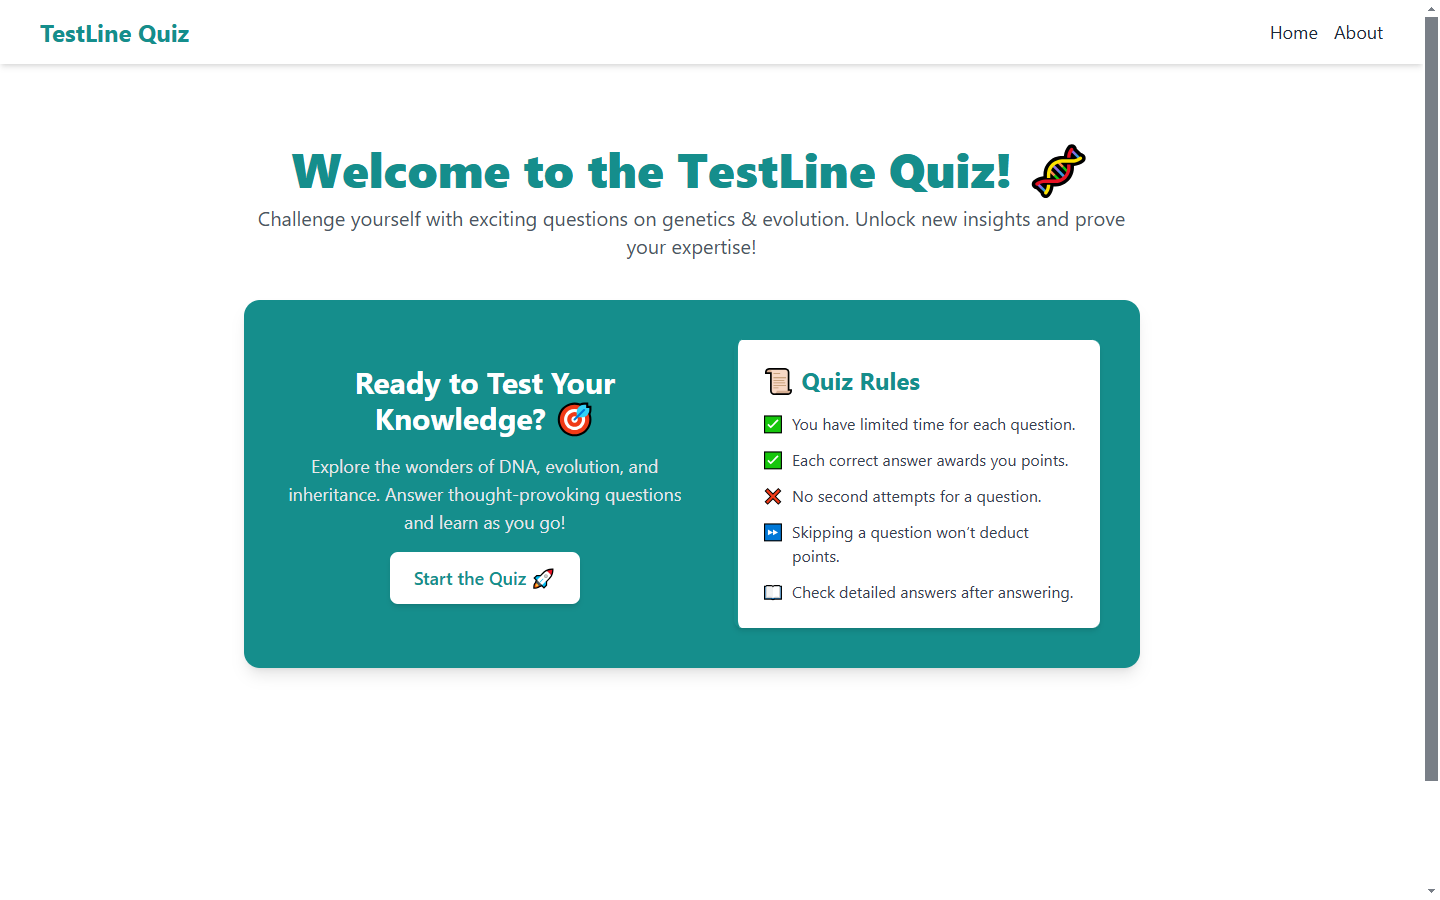 TestLine Quiz
Home About
Welcome to the TestLine Quiz! 🧬
Challenge yourself with exciting questions on genetics & evolution. Unlock new insights and prove
your expertise!
Ready to Test Your
Knowledge? 🎯
Explore the wonders of DNA, evolution, and
inheritance. Answer thought-provoking questions
and learn as you go!
Start the Quiz 🚀
📜 Quiz Rules
✅ You have limited time for each question.
✅ Each correct answer awards you points.
❌ No second attempts for a question.
⏩ Skipping a question won't deduct
points.
📖 Check detailed answers after answering.